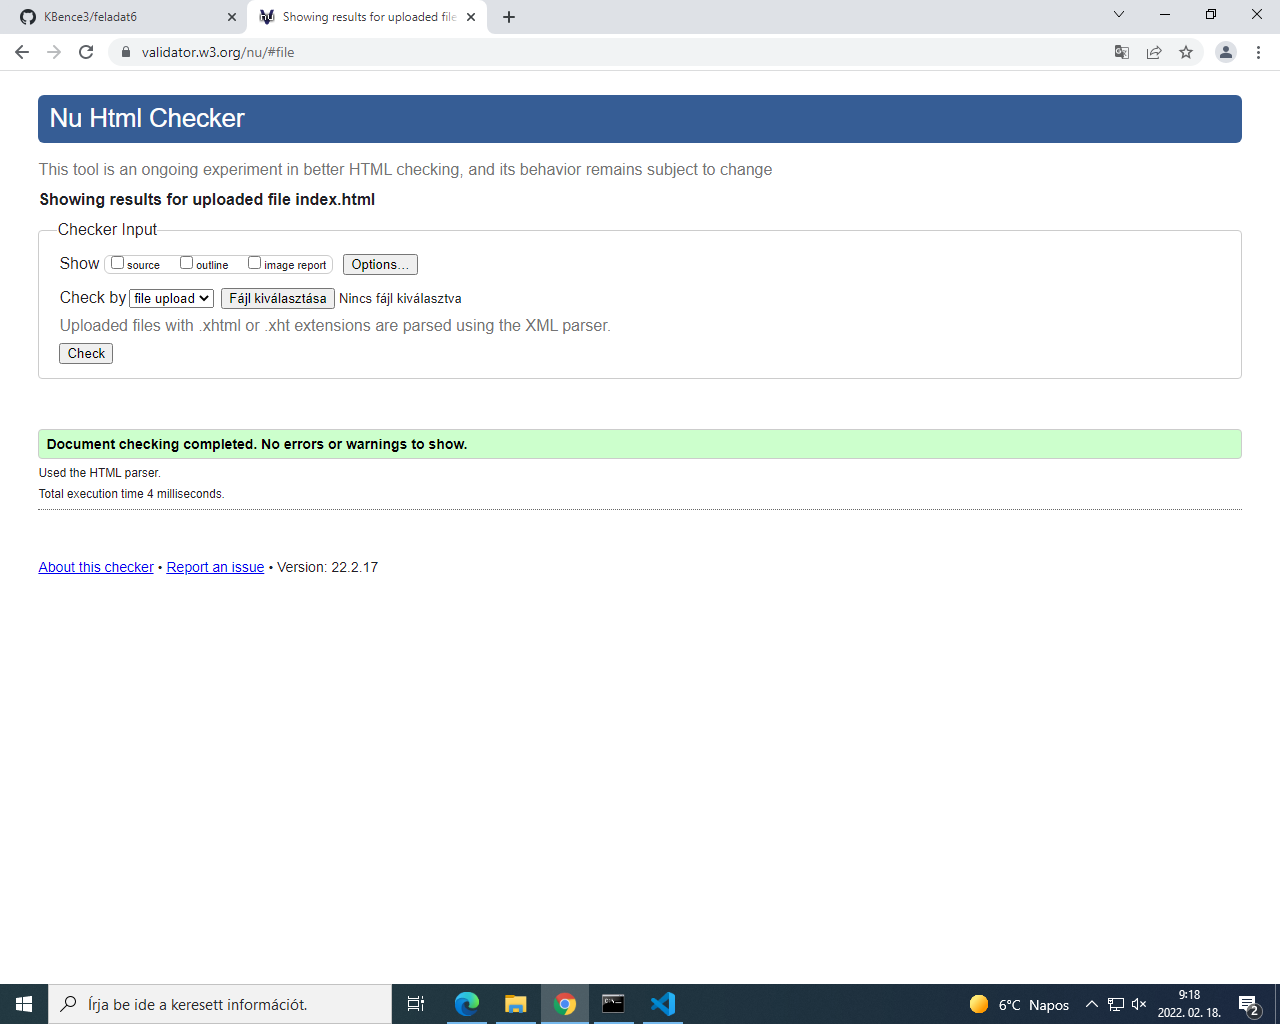 KBence3/feladat6
Showing results for uploaded file
validator.w3.org/nu/#file
Nu Html Checker
This tool is an ongoing experiment in better HTML checking, and its behavior remains subject to change
Showing results for uploaded file index.html
Checker Input
Show source outline image report Options...
Check by file upload Fájl kiválasztása Nincs fájl kiválasztva
Uploaded files with .xhtml or .xht extensions are parsed using the XML parser.
Check
Document checking completed. No errors or warnings to show.
Used the HTML parser.
Total execution time 4 milliseconds.
About this checker • Report an issue • Version: 22.2.17
Írja be ide a keresett információt.
6°C Napos
9:18
2022. 02. 18.
2